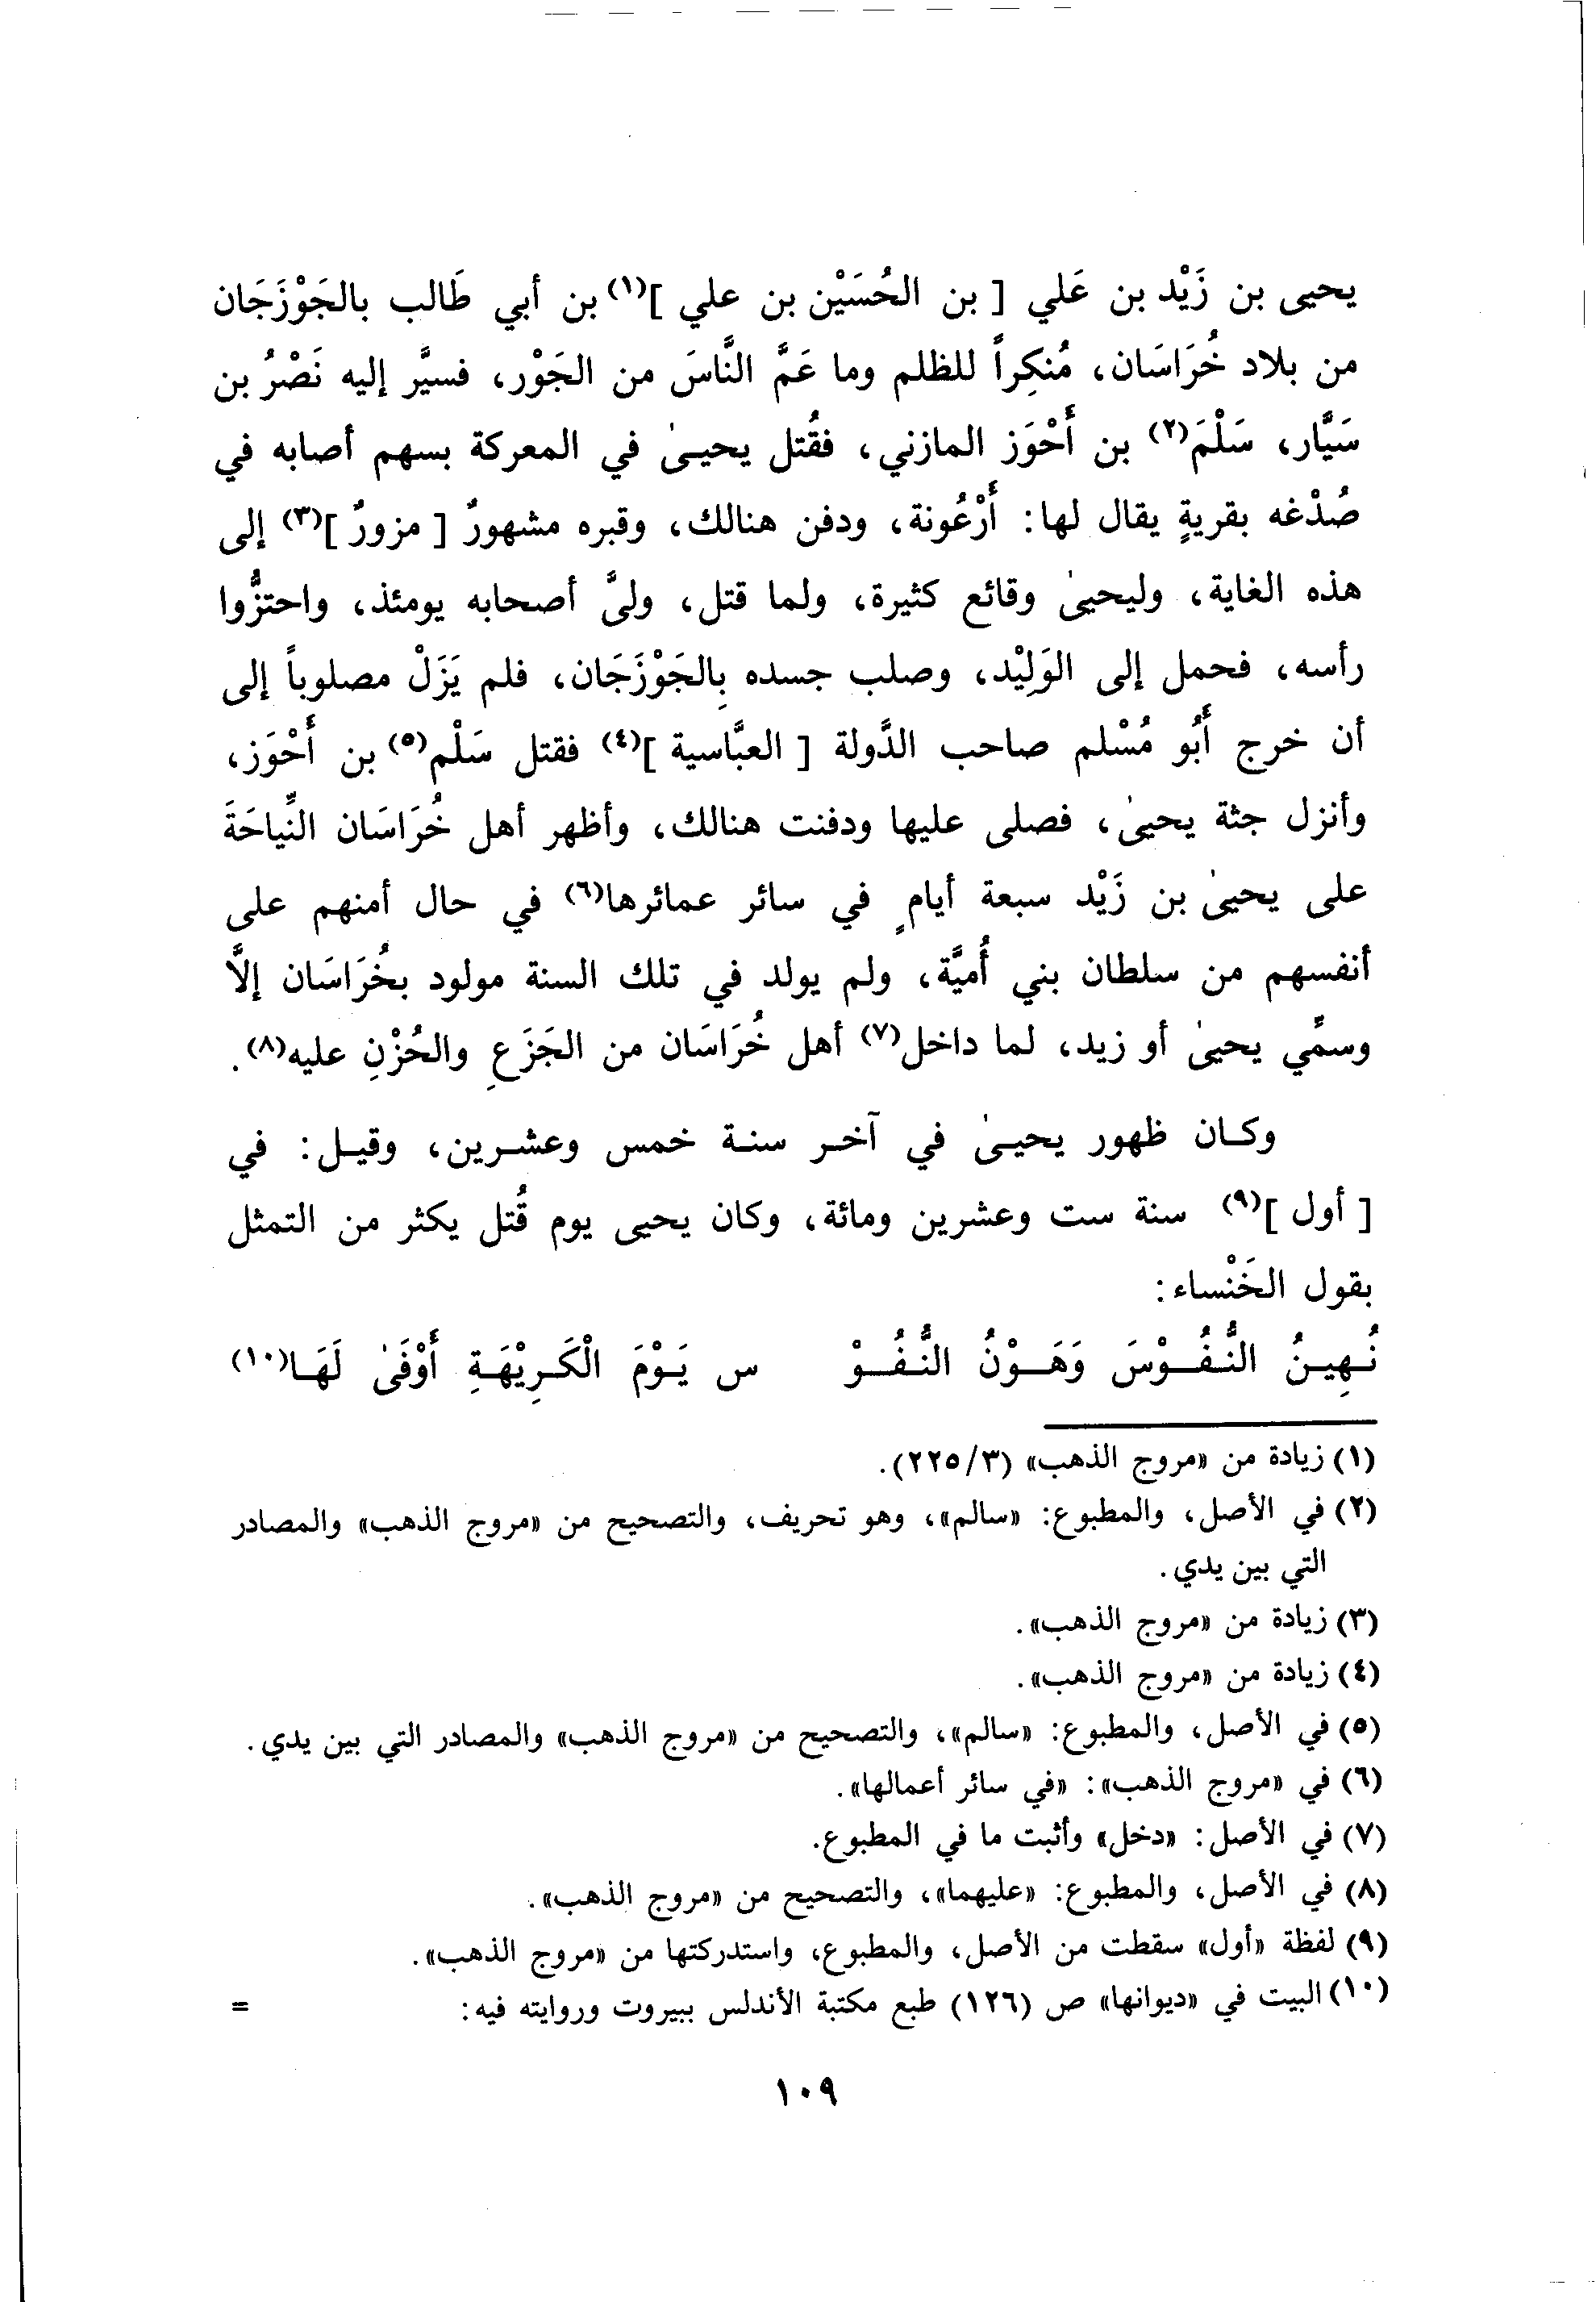 يحيى بن زَيْد بن عَلي [ بن الحُسَيْن بن علي ](١) بن أبي طَالب بالجَوْزَجَان
من بلاد خُرَاسَان، مُنكِراً للظلم وما عَمَّ النَّاسَ من الجَوْر، فسيَّر إليه نَصْرُ بن
سَيَّار، سَلْمَ(٢) بن أَحْوَز المازني، فقُتل يحيىٰ في المعركة بسهم أصابه في
صُدْغه بقريةٍ يقال لها: أَرْعُونة، ودفن هنالك، وقبره مشهورٌ [ مزورٌ ](٣) إلى
هذه الغاية، وليحيىٰ وقائع كثيرة، ولما قتل، ولىَّ أصحابه يومئذ، واحتزُّوا
رأسه، فحمل إلى الوَلِيْد، وصلب جسده بِالجَوْزَجَان، فلم يَزَلْ مصلوباً إلى
أن خرج أَبُو مُسْلم صاحب الدَّولة [ العبَّاسية ](٤) فقتل سَلْم(٥) بن أَحْوَز،
وأنزل جثة يحيىٰ، فصلى عليها ودفنت هنالك، وأظهر أهل خُرَاسَان النِّياحَةَ
على يحيىٰ بن زَيْد سبعة أيامٍ في سائر عمائرها(٦) في حال أمنهم على
أنفسهم من سلطان بني أُميَّة، ولم يولد في تلك السنة مولود بخُرَاسَان إلَّا
وسمِّي يحيىٰ أو زيد، لما داخل(٧) أهل خُرَاسَان من الجَزَعِ والحُزْنِ عليه(٨).
وكان ظهور يحيىٰ في آخر سنة خمس وعشرين، وقيل: في
[ أول ](٩) سنة ست وعشرين ومائة، وكان يحيى يوم قُتل يكثر من التمثل
بقول الخَنْساء:
نُهِينُ النُّفُوْسَ وَهَوْنُ النُّفُوْ س يَوْمَ الْكَرِيْهَةِ أَوْفَىٰ لَهَا(١٠)
(١) زيادة من «مروج الذهب» (٢٢٥/٣).
(٢) في الأصل، والمطبوع: «سالم»، وهو تحريف، والتصحيح من «مروج الذهب» والمصادر
التي بين يدي.
(٣) زيادة من «مروج الذهب».
(٤) زيادة من «مروج الذهب».
(٥) في الأصل، والمطبوع: «سالم»، والتصحيح من «مروج الذهب» والمصادر التي بين يدي.
(٦) في «مروج الذهب»: «في سائر أعمالها».
(٧) في الأصل: «دخل» وأثبت ما في المطبوع.
(٨) في الأصل، والمطبوع: «عليهما»، والتصحيح من «مروج الذهب».
(٩) لفظة «أول» سقطت من الأصل، والمطبوع، واستدركتها من «مروج الذهب».
(١٠) البيت في «ديوانها» ص (١٢٦) طبع مكتبة الأندلس ببيروت وروايته فيه: =
١٠٩